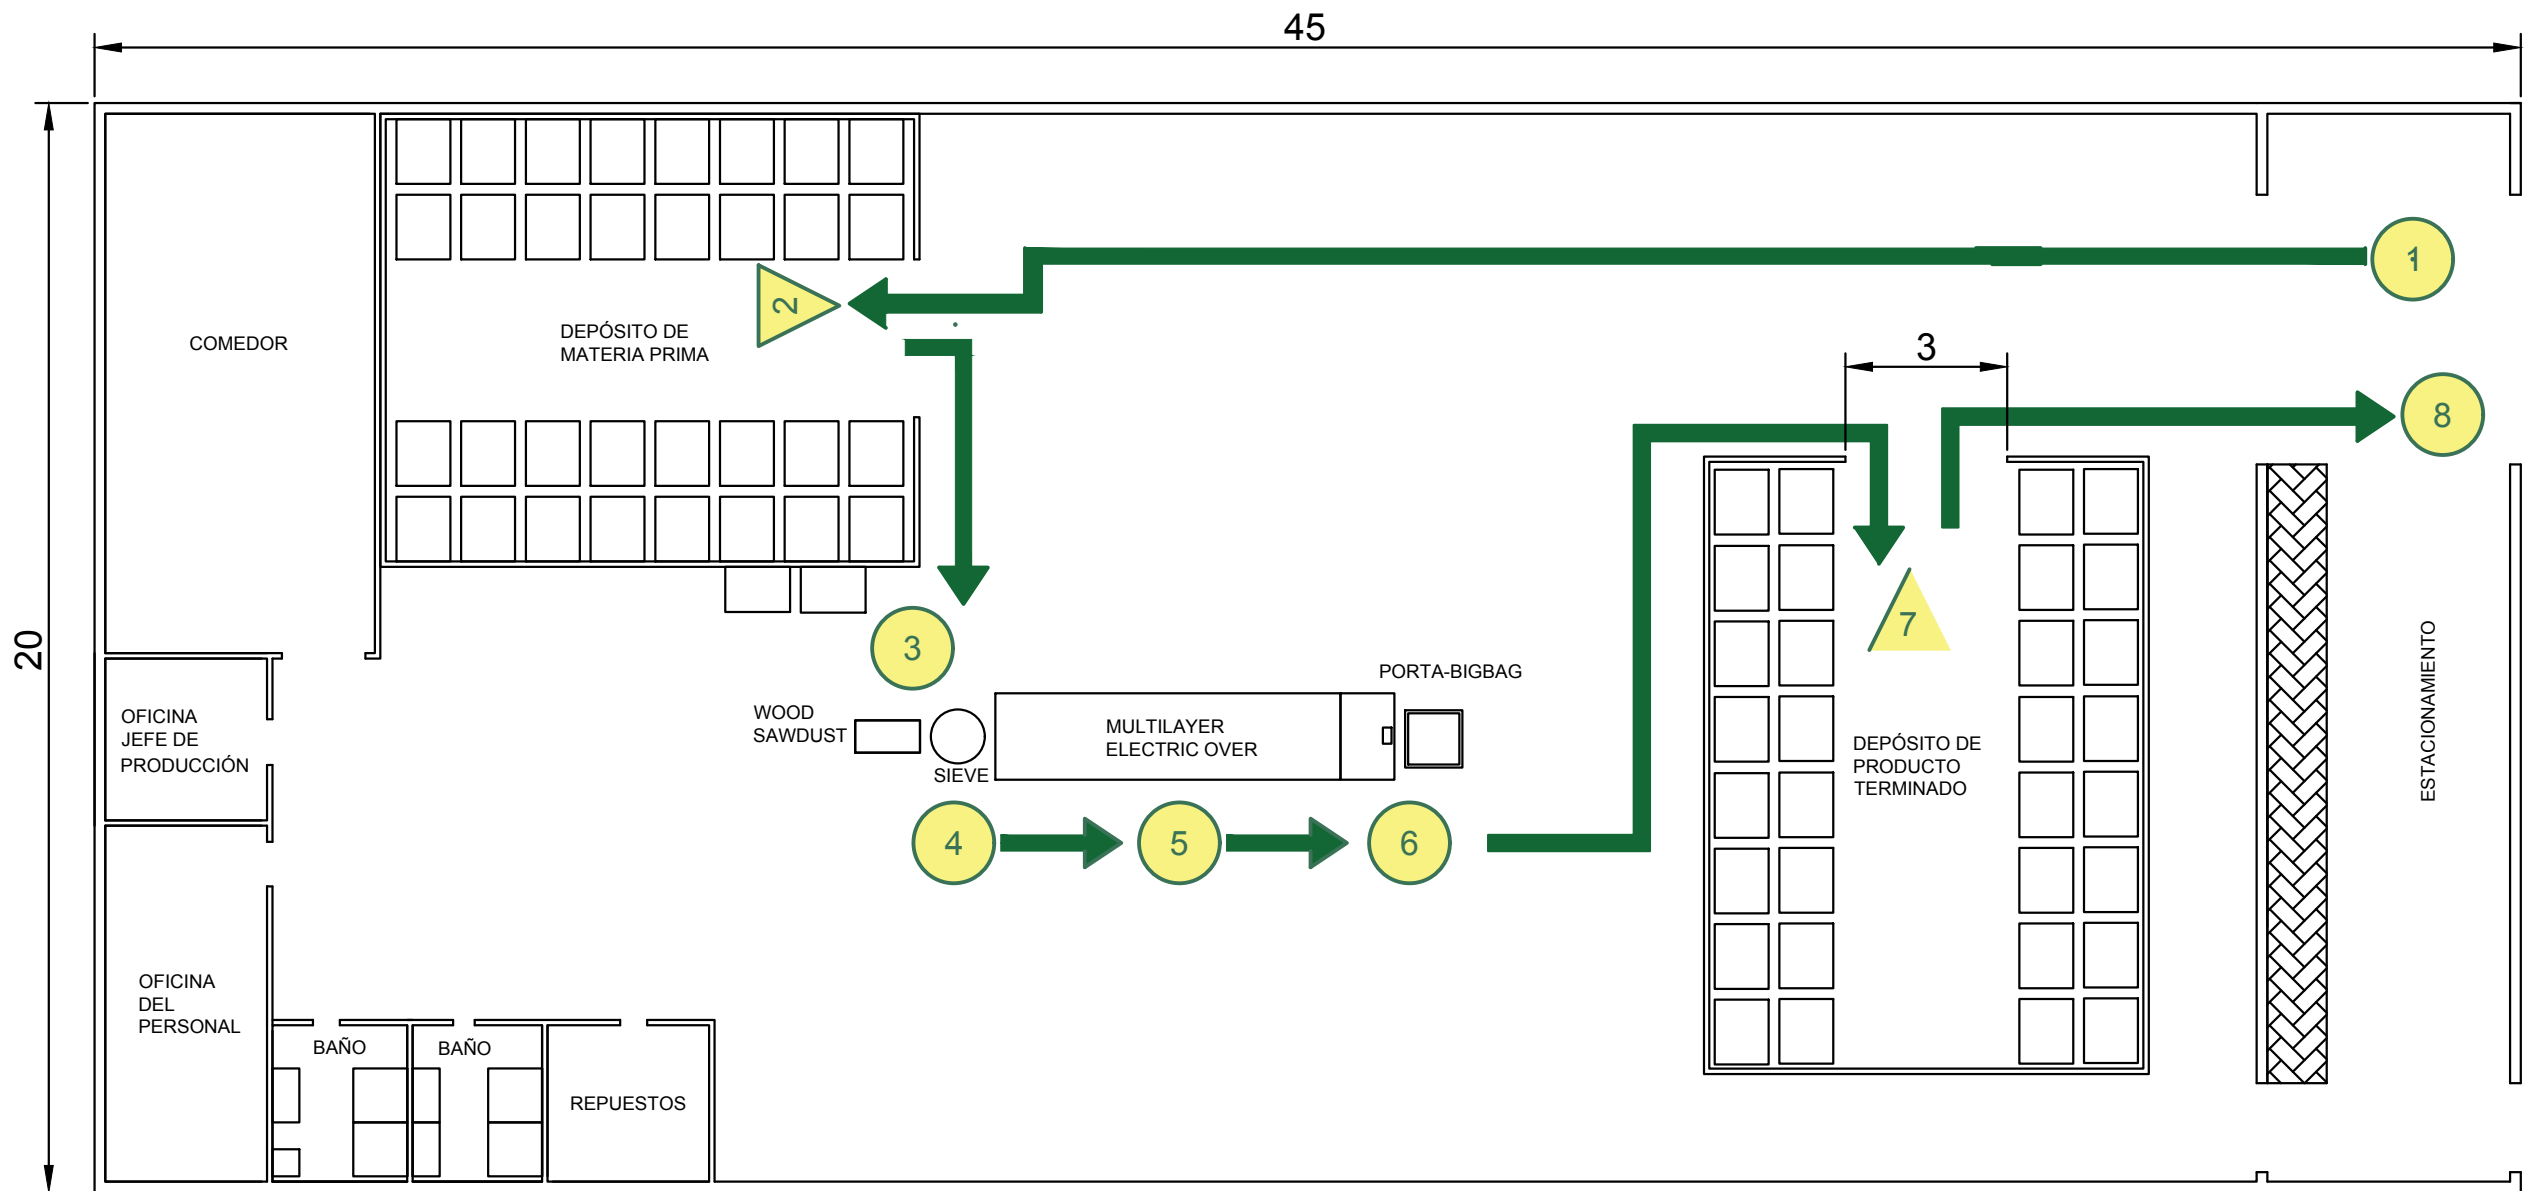 45
1
2
COMEDOR
DEPÓSITO DE
MATERIA PRIMA
3
8
20
3
7
PORTA-BIGBAG
OFICINA
JEFE DE
PRODUCCIÓN
WOOD
SAWDUST
SIEVE
MULTILAYER
ELECTRIC OVER
DEPÓSITO DE
PRODUCTO
TERMINADO
ESTACIONAMIENTO
4
5
6
OFICINA
DEL
PERSONAL
BAÑO
BAÑO
REPUESTOS